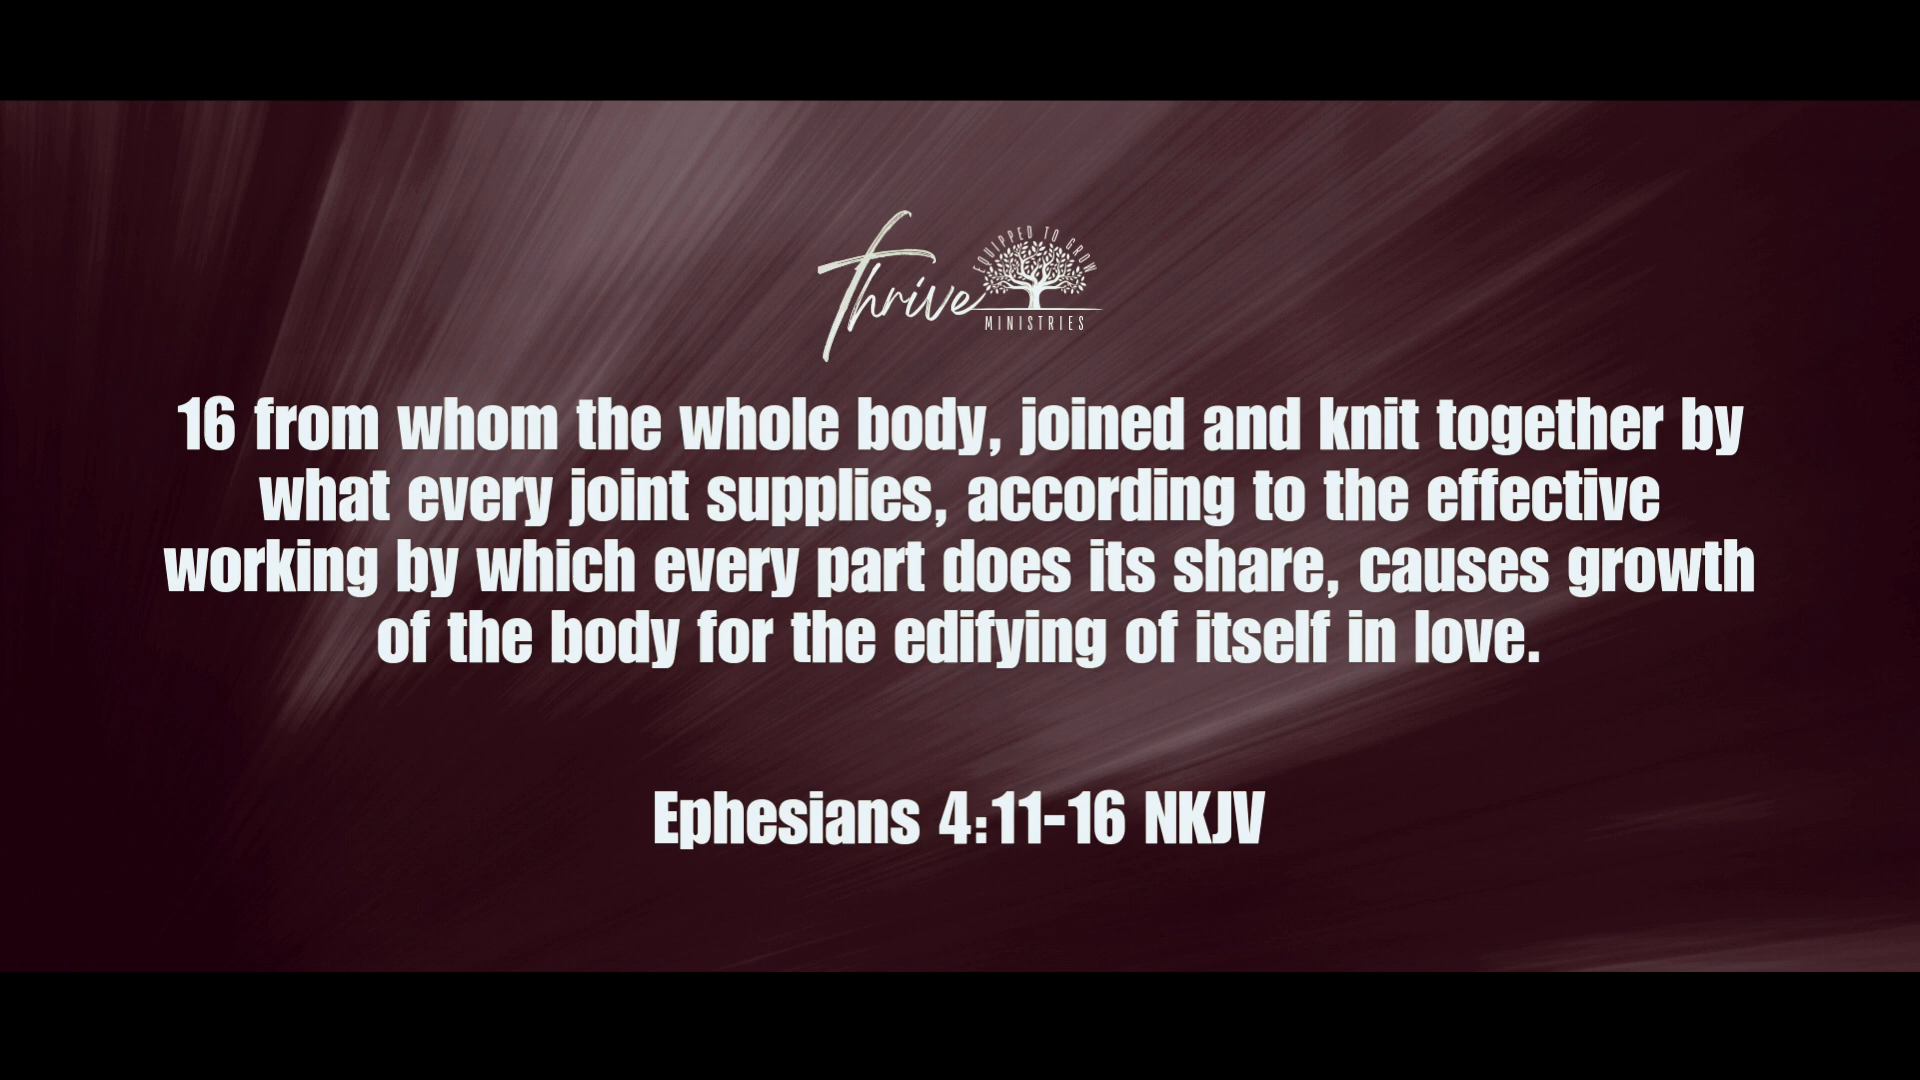 Thrive
EQUIPPED TO GROW
MINISTRIES
16 from whom the whole body, joined and knit together by
what every joint supplies, according to the effective
working by which every part does its share, causes growth
of the body for the edifying of itself in love.
Ephesians 4:11-16 NKJV